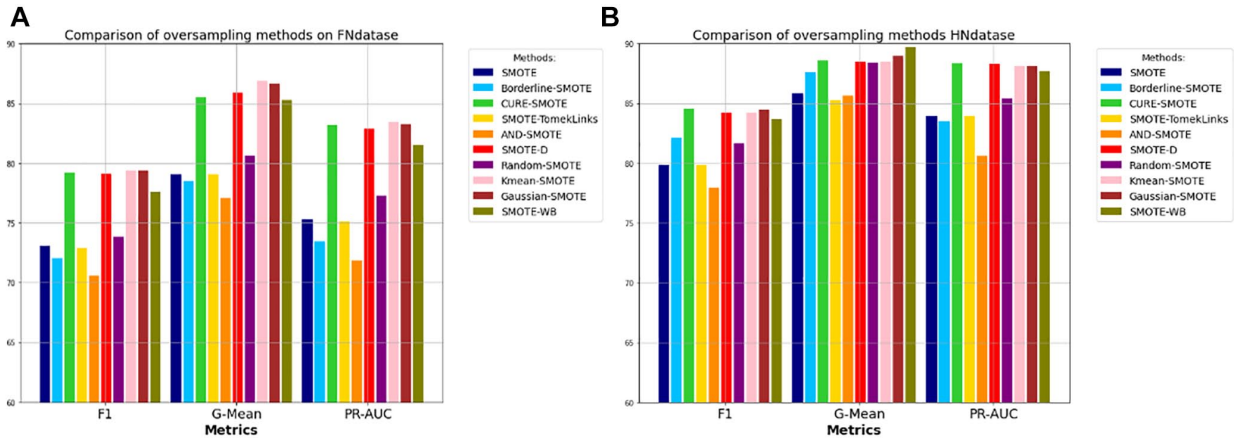 A
Comparison of oversampling methods on FNdatase
90
85
80
75
70
65
60
F1
G-Mean
PR-AUC
Metrics
Methods:
SMOTE
Borderline-SMOTE
CURE-SMOTE
SMOTE-TomekLinks
AND-SMOTE
SMOTE-D
Random-SMOTE
Kmean-SMOTE
Gaussian-SMOTE
SMOTE-WB
B
Comparison of oversampling methods HNdatase
90
85
80
75
70
65
60
F1
G-Mean
PR-AUC
Metrics
Methods:
SMOTE
Borderline-SMOTE
CURE-SMOTE
SMOTE-TomekLinks
AND-SMOTE
SMOTE-D
Random-SMOTE
Kmean-SMOTE
Gaussian-SMOTE
SMOTE-WB